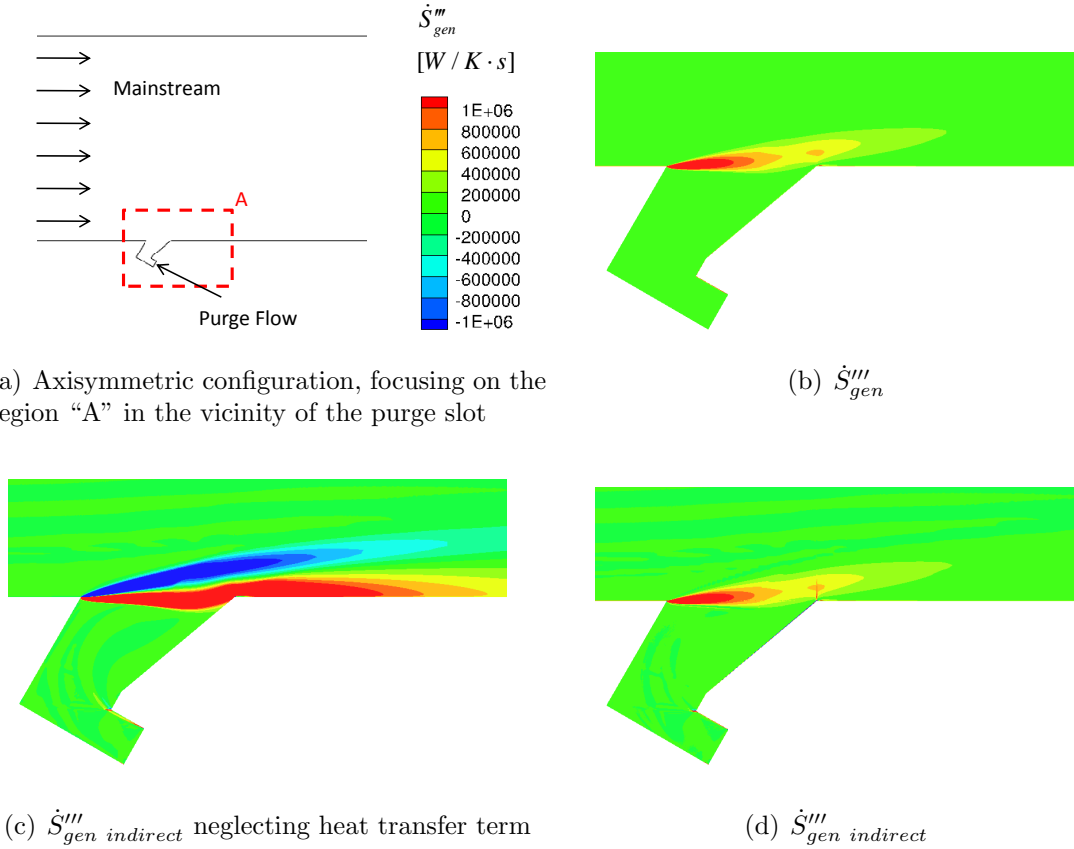 Ṡ‴gen
[W / K · s]
Mainstream
A
Purge Flow
1E+06
800000
600000
400000
200000
0
-200000
-400000
-600000
-800000
-1E+06
a) Axisymmetric configuration, focusing on the
egion “A” in the vicinity of the purge slot
(b) Ṡ‴gen
(c) Ṡ‴gen indirect neglecting heat transfer term
(d) Ṡ‴gen indirect